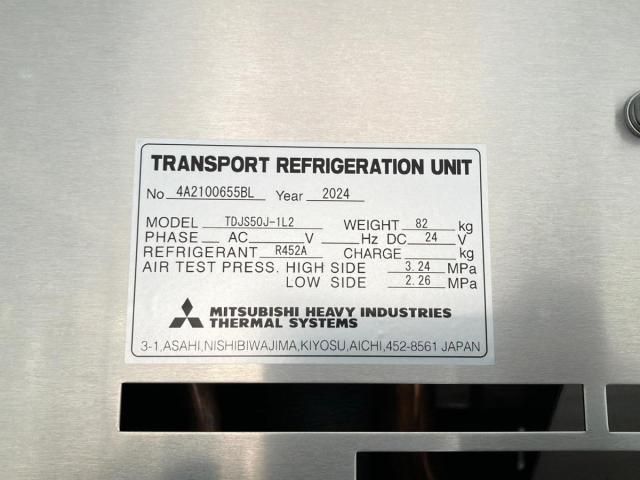 TRANSPORT REFRIGERATION UNIT
No. 4A2100655BL Year 2024
MODEL TDJS50J-1L2 WEIGHT 82 kg
PHASE AC V Hz DC 24 V
REFRIGERANT R452A CHARGE kg
AIR TEST PRESS. HIGH SIDE 3.24 MPa
LOW SIDE 2.26 MPa
MITSUBISHI HEAVY INDUSTRIES
THERMAL SYSTEMS
3-1,ASAHI,NISHIBIWAJIMA,KIYOSU,AICHI,452-8561 JAPAN